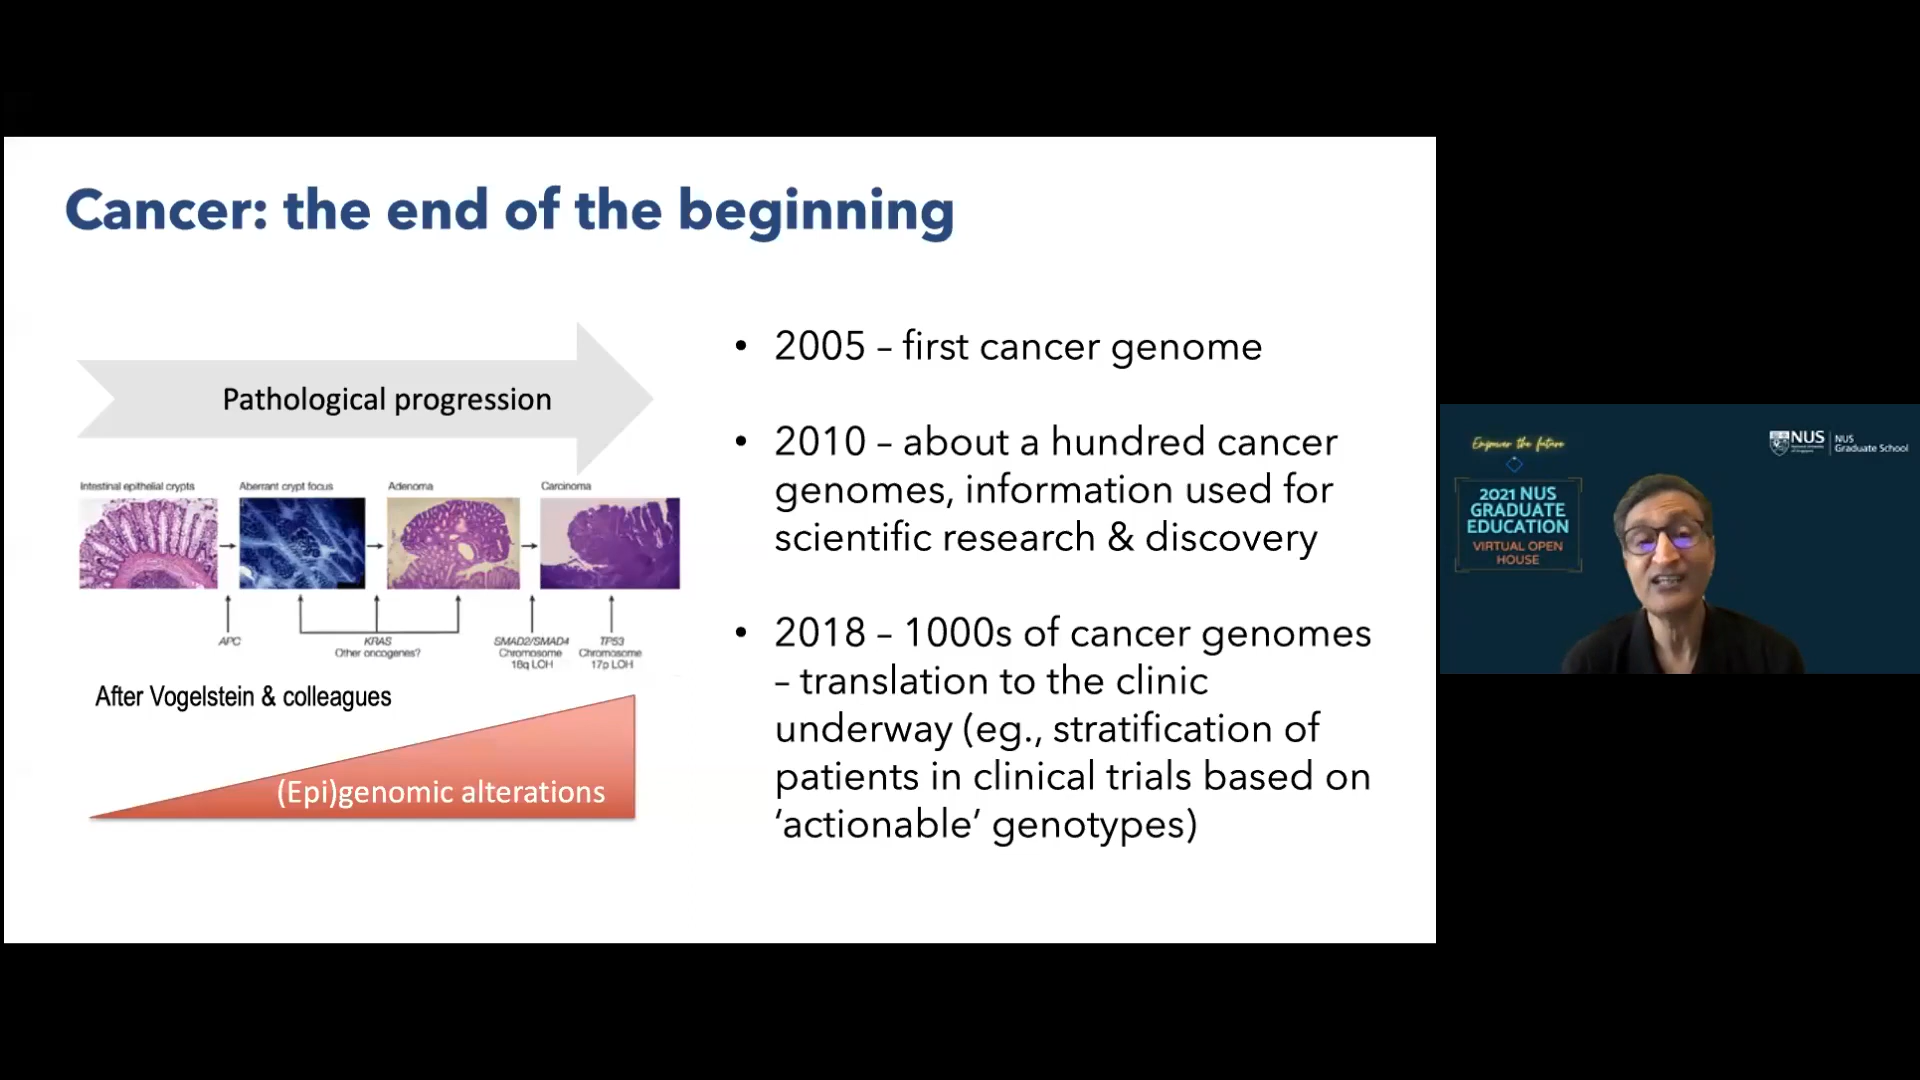 Cancer: the end of the beginning
Pathological progression
Intestinal epithelial crypts
Aberrant crypt focus
Adenoma
Carcinoma
APC
KRAS
Other oncogenes?
SMAD2/SMAD4
Chromosome
18q LOH
TP53
Chromosome
17p LOH
After Vogelstein & colleagues
(Epi)genomic alterations
• 2005 – first cancer genome
• 2010 – about a hundred cancer
genomes, information used for
scientific research & discovery
• 2018 – 1000s of cancer genomes
– translation to the clinic
underway (eg., stratification of
patients in clinical trials based on
‘actionable’ genotypes)
Empower the future
2021 NUS
GRADUATE
EDUCATION
VIRTUAL OPEN
HOUSE
NUS
National University
of Singapore
NUS
Graduate School